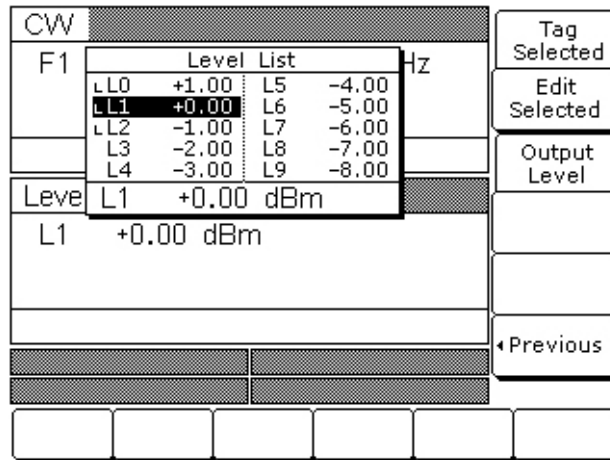 CW
F1 Hz
Level List
LL0 +1.00 L5 -4.00
LL1 +0.00 L6 -5.00
LL2 -1.00 L7 -6.00
L3 -2.00 L8 -7.00
L4 -3.00 L9 -8.00
L1 +0.00 dBm
Leve
L1 +0.00 dBm
Tag
Selected
Edit
Selected
Output
Level
Previous